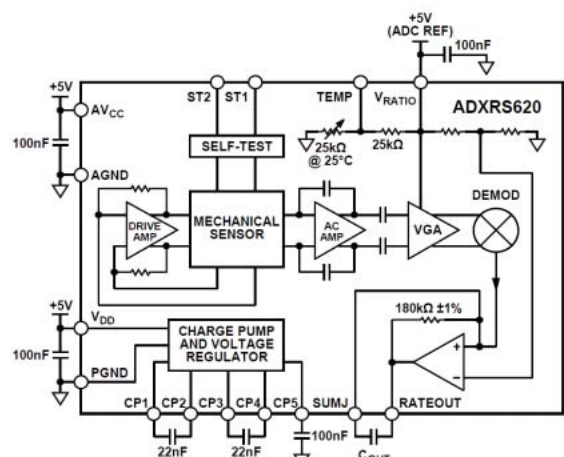 +5V
(ADC REF)
100nF
+5V
AVCC
100nF
AGND
ST2 ST1
TEMP
VRATIO
ADXRS620
25kΩ
@ 25°C
25kΩ
SELF-TEST
DRIVE
AMP
MECHANICAL
SENSOR
AC
AMP
VGA
DEMOD
+5V
VDD
100nF
PGND
CHARGE PUMP
AND VOLTAGE
REGULATOR
180kΩ ±1%
+
–
CP1 CP2 CP3 CP4 CP5 SUMJ RATEOUT
22nF
22nF
100nF
COUT